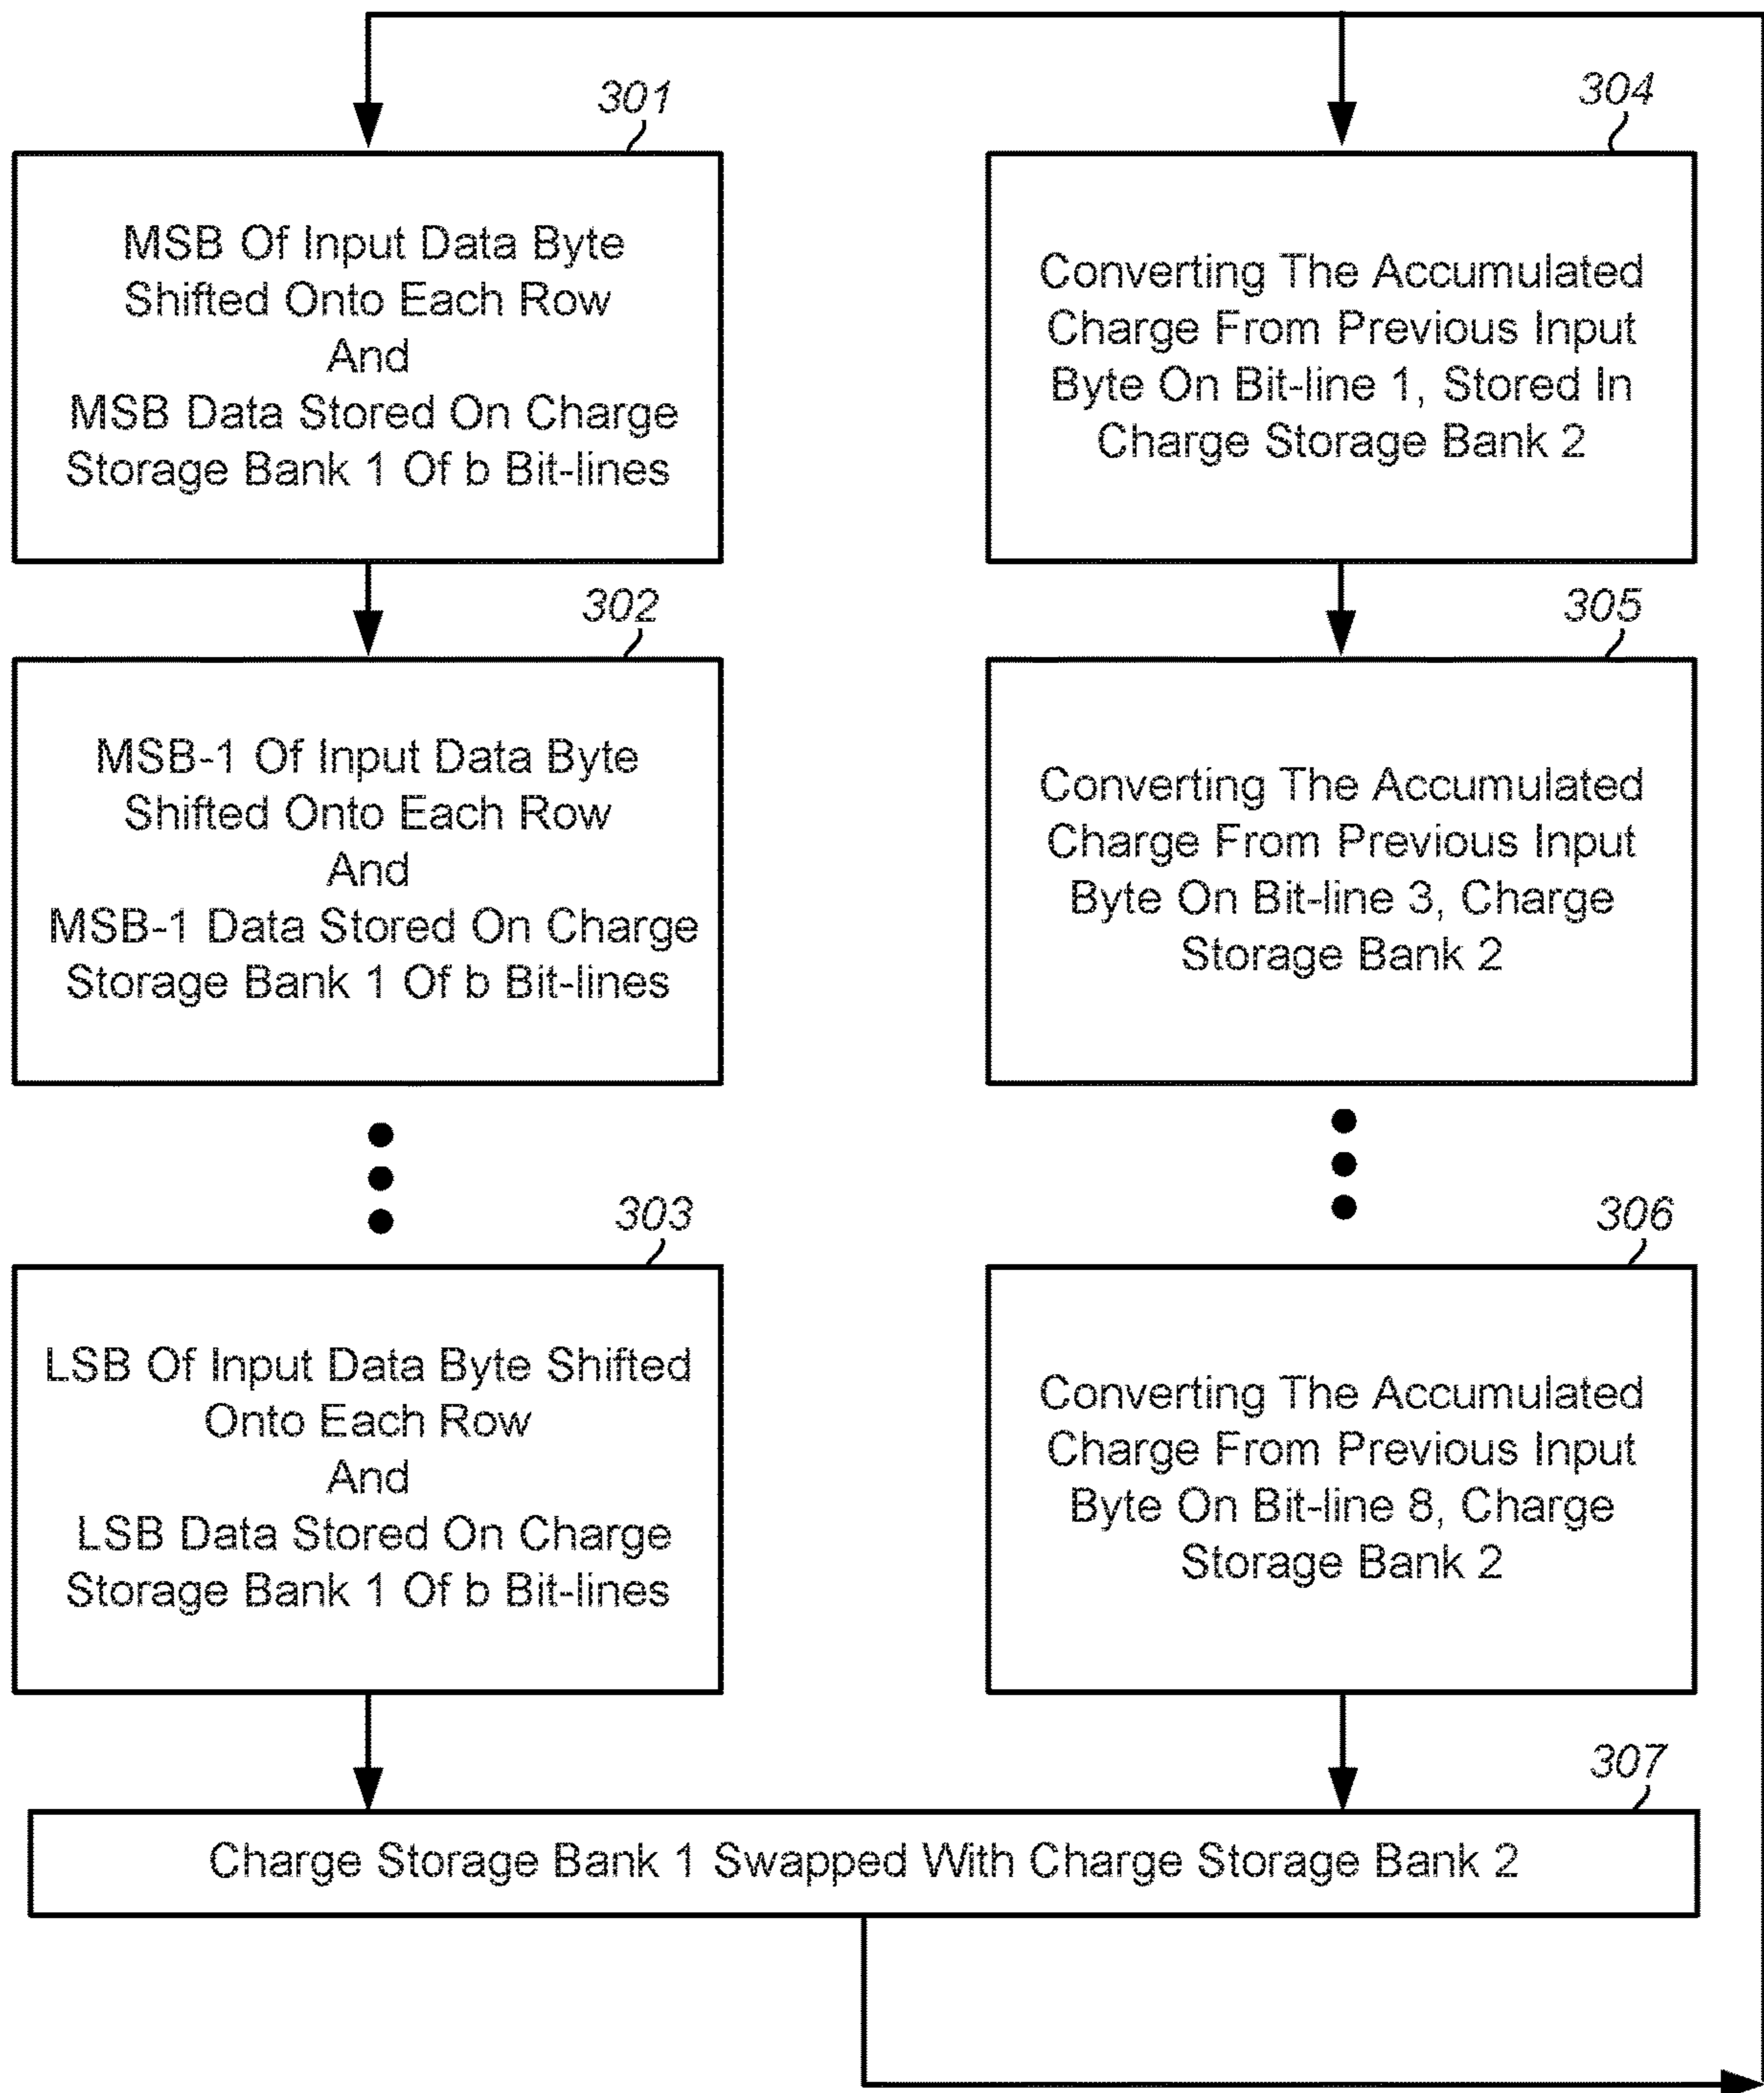 301
MSB Of Input Data Byte
Shifted Onto Each Row
And
MSB Data Stored On Charge
Storage Bank 1 Of b Bit-lines
302
MSB-1 Of Input Data Byte
Shifted Onto Each Row
And
MSB-1 Data Stored On Charge
Storage Bank 1 Of b Bit-lines
303
LSB Of Input Data Byte Shifted
Onto Each Row
And
LSB Data Stored On Charge
Storage Bank 1 Of b Bit-lines
304
Converting The Accumulated
Charge From Previous Input
Byte On Bit-line 1, Stored In
Charge Storage Bank 2
305
Converting The Accumulated
Charge From Previous Input
Byte On Bit-line 3, Charge
Storage Bank 2
306
Converting The Accumulated
Charge From Previous Input
Byte On Bit-line 8, Charge
Storage Bank 2
307
Charge Storage Bank 1 Swapped With Charge Storage Bank 2